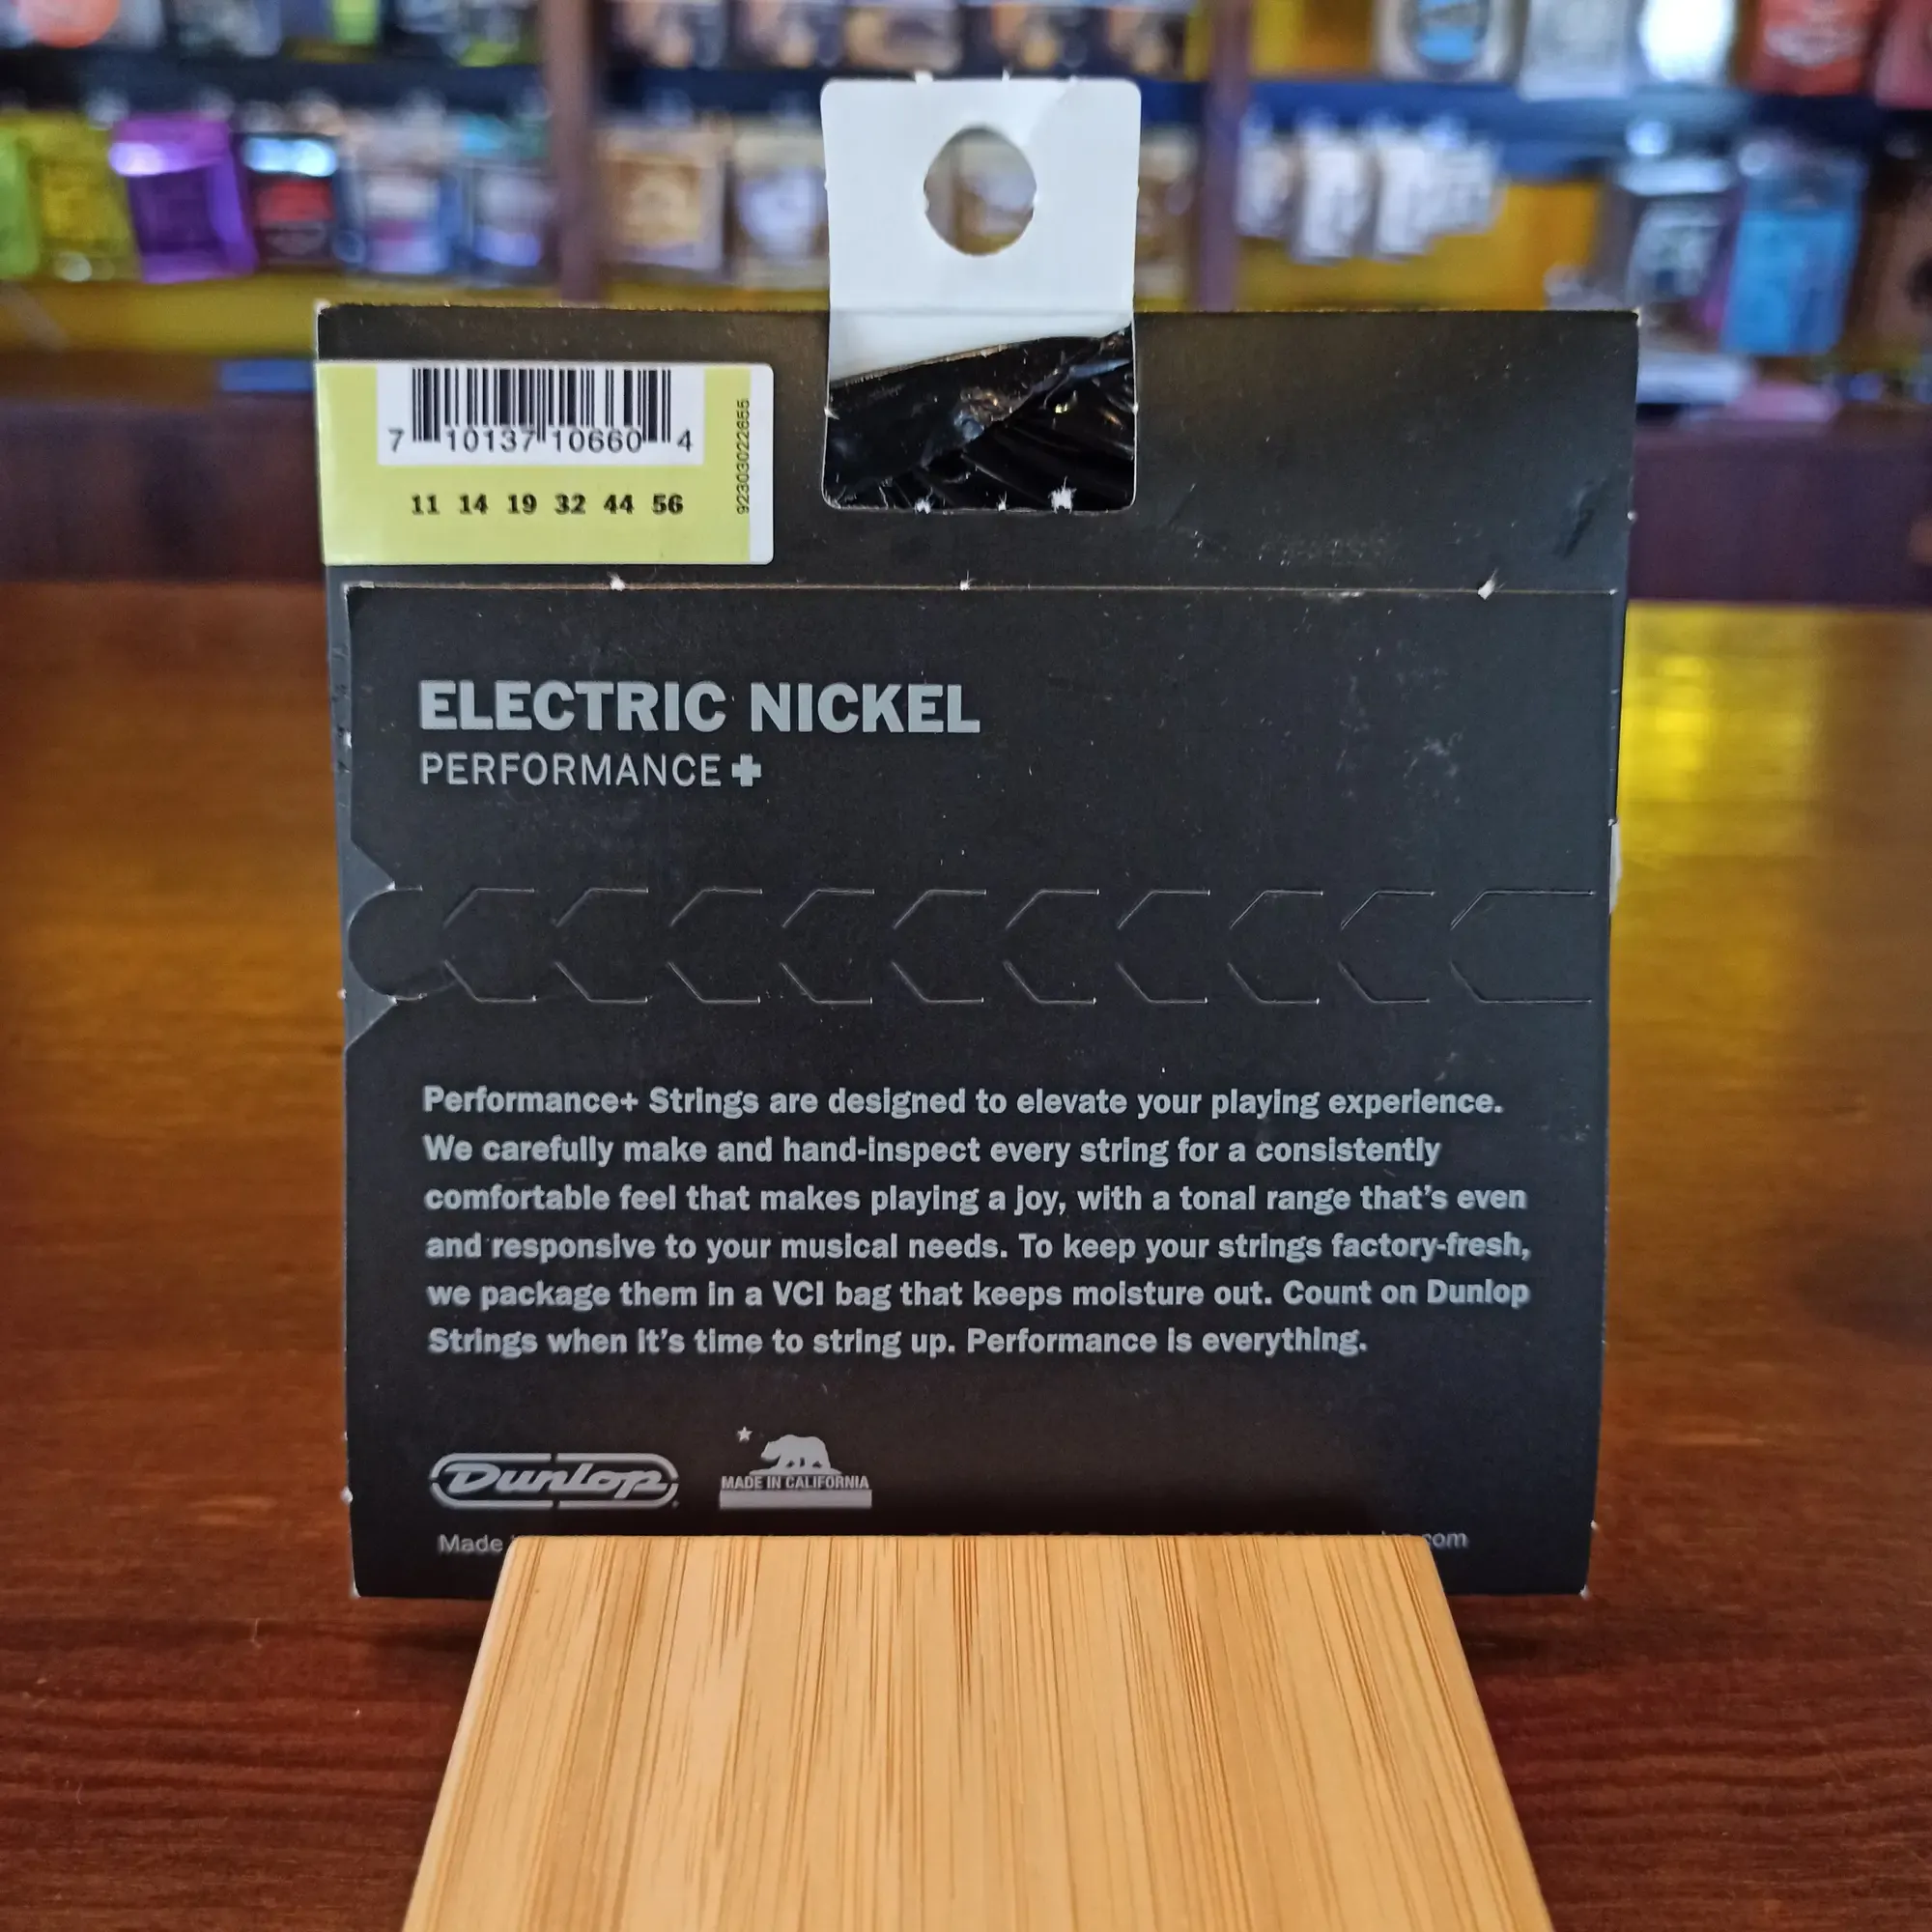 7 10137 10660 4
11 14 19 32 44 56
92303022655
ELECTRIC NICKEL
PERFORMANCE+
Performance+ Strings are designed to elevate your playing experience.
We carefully make and hand-inspect every string for a consistently
comfortable feel that makes playing a joy, with a tonal range that's even
and responsive to your musical needs. To keep your strings factory-fresh,
we package them in a VCI bag that keeps moisture out. Count on Dunlop
Strings when it's time to string up. Performance is everything.
Dunlop
MADE IN CALIFORNIA
Made